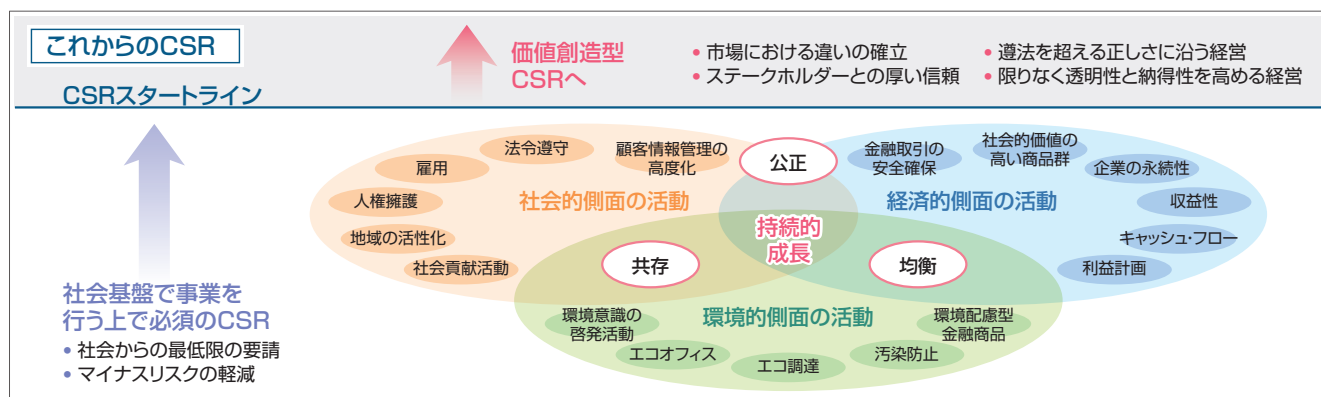 これからのCSR
価値創造型
CSRへ
• 市場における違いの確立
• ステークホルダーとの厚い信頼
• 遵法を超える正しさに沿う経営
• 限りなく透明性と納得性を高める経営
CSRスタートライン
社会基盤で事業を
行う上で必須のCSR
• 社会からの最低限の要請
• マイナスリスクの軽減
社会的側面の活動
法令遵守
顧客情報管理の
高度化
雇用
人権擁護
地域の活性化
社会貢献活動
公正
経済的側面の活動
金融取引の
安全確保
社会的価値の
高い商品群
企業の永続性
収益性
キャッシュ・フロー
利益計画
持続的
成長
共存
均衡
環境的側面の活動
環境意識の
啓発活動
エコオフィス
エコ調達
汚染防止
環境配慮型
金融商品